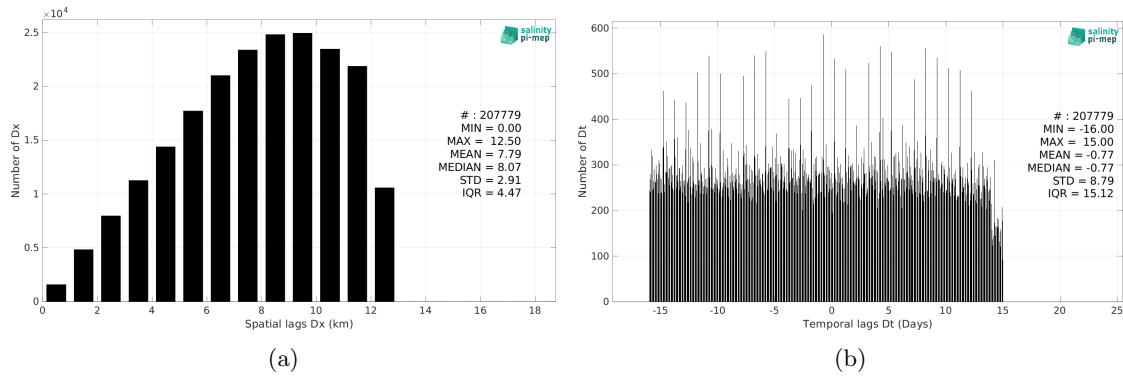 ×10⁴
2.5
2
1.5
1
0.5
0
Number of Dx
0 2 4 6 8 10 12 14 16 18
Spatial lags Dx (km)
salinity
pi-mep
# : 207779
MIN = 0.00
MAX = 12.50
MEAN = 7.79
MEDIAN = 8.07
STD = 2.91
IQR = 4.47
(a)
600
500
400
300
200
100
0
Number of Dt
-15 -10 -5 0 5 10 15 20 25
Temporal lags Dt (Days)
salinity
pi-mep
# : 207779
MIN = -16.00
MAX = 15.00
MEAN = -0.77
MEDIAN = -0.77
STD = 8.79
IQR = 15.12
(b)